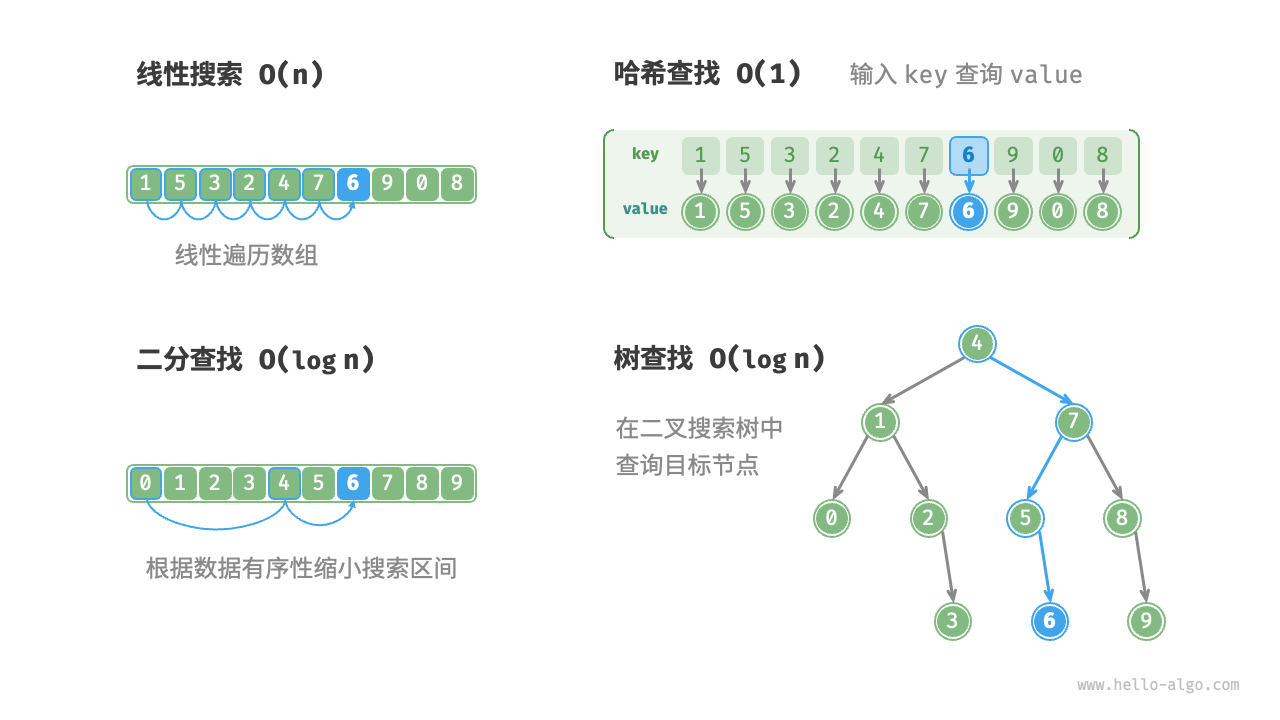 线性搜索 O(n)
1 5 3 2 4 7 6 9 0 8
线性遍历数组
哈希查找 O(1) 输入 key 查询 value
key 1 5 3 2 4 7 6 9 0 8
value 1 5 3 2 4 7 6 9 0 8
二分查找 O(log n)
0 1 2 3 4 5 6 7 8 9
根据数据有序性缩小搜索区间
树查找 O(log n)
在二叉搜索树中
查询目标节点
4
1 7
0 2 5 8
3 6 9
www.hello-algo.com